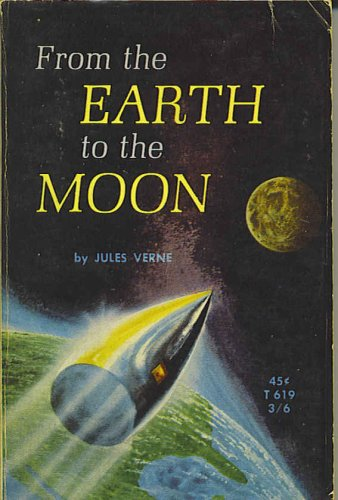 From the
EARTH
to the
MOON
by JULES VERNE
45¢
T 619
3/6